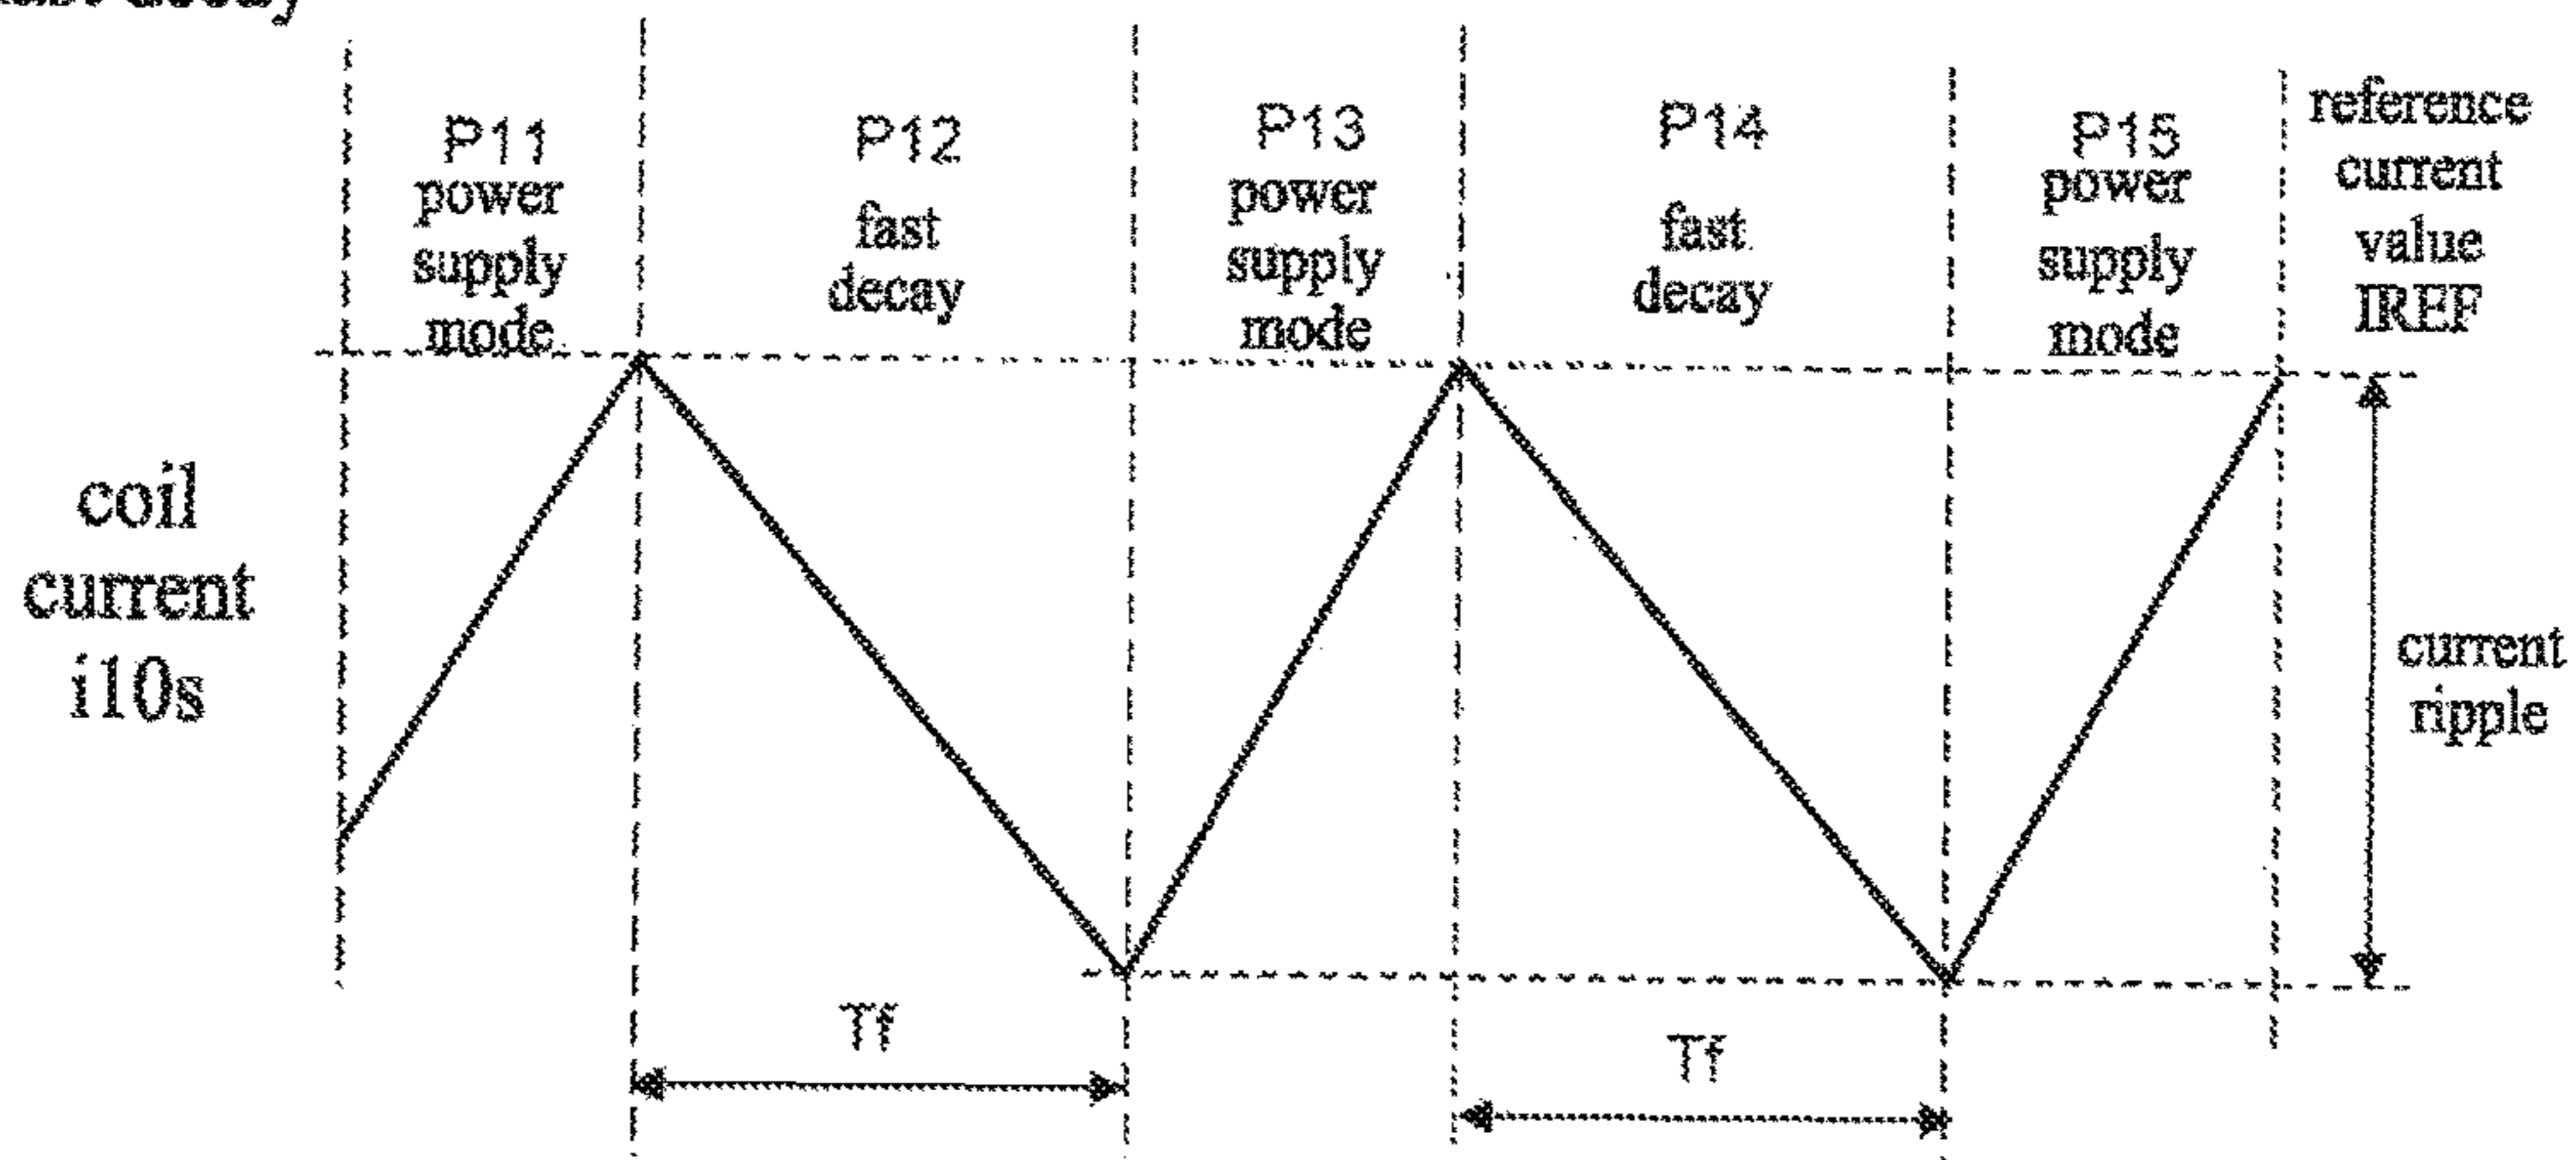 decay
P11
power
supply
mode
P12
fast
decay
P13
power
supply
mode
P14
fast
decay
P15
power
supply
mode
reference
current
value
IREF
coil
current
i10s
current
ripple
Tf
Tf